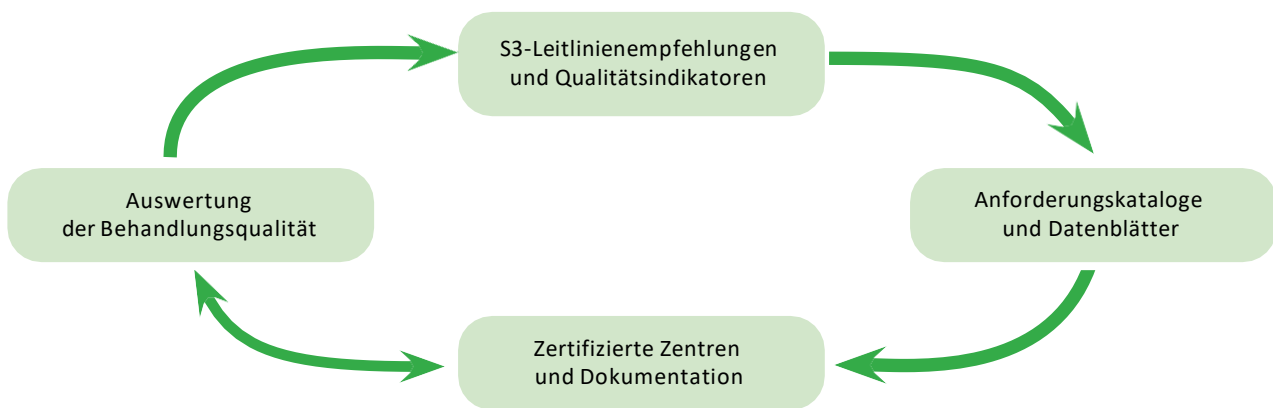 S3-Leitlinienempfehlungen
und Qualitätsindikatoren
Auswertung
der Behandlungsqualität
Anforderungskataloge
und Datenblätter
Zertifizierte Zentren
und Dokumentation